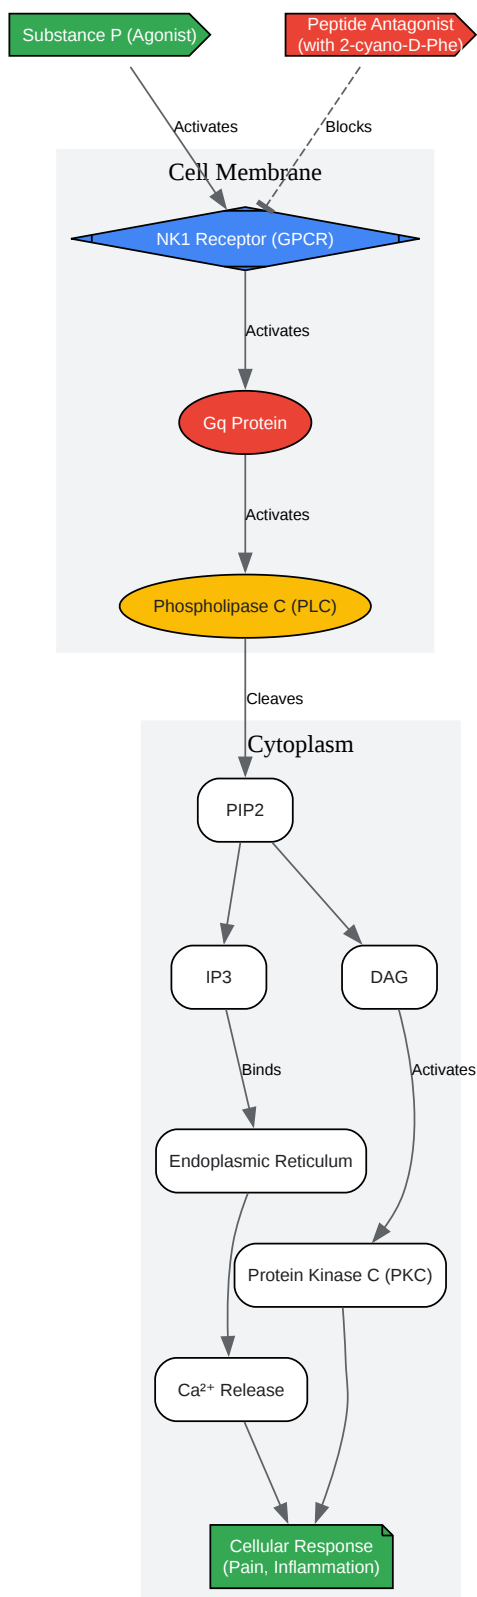 Substance P (Agonist)
Peptide Antagonist
(with 2-cyano-D-Phe)
Activates
Blocks
Cell Membrane
NK1 Receptor (GPCR)
Activates
Gq Protein
Activates
Phospholipase C (PLC)
Cleaves
Cytoplasm
PIP2
IP3
DAG
Binds
Activates
Endoplasmic Reticulum
Protein Kinase C (PKC)
Ca²⁺ Release
Cellular Response
(Pain, Inflammation)